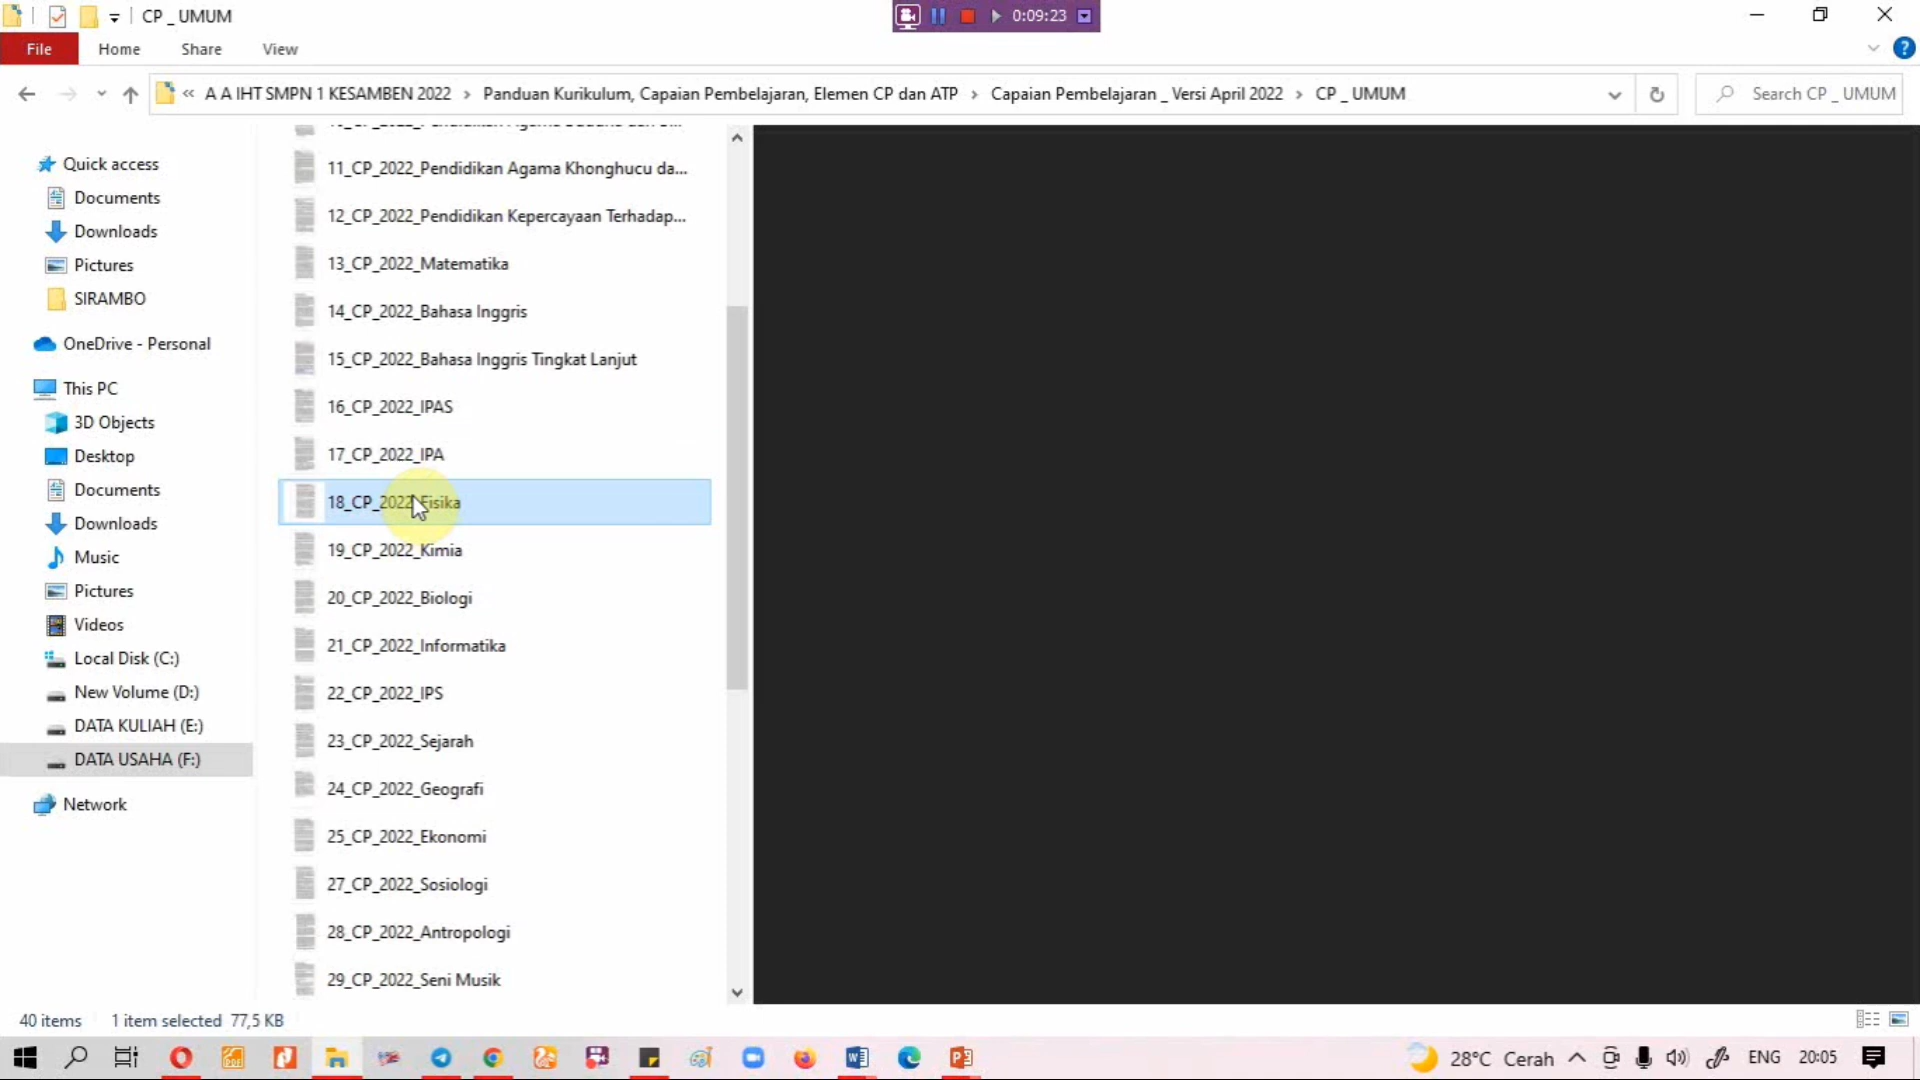 CP _ UMUM
0:09:23
File Home Share View
« A A IHT SMPN 1 KESAMBEN 2022 › Panduan Kurikulum, Capaian Pembelajaran, Elemen CP dan ATP › Capaian Pembelajaran _ Versi April 2022 › CP _ UMUM
Search CP _ UMUM
Quick access
Documents
Downloads
Pictures
SIRAMBO
OneDrive - Personal
This PC
3D Objects
Desktop
Documents
Downloads
Music
Pictures
Videos
Local Disk (C:)
New Volume (D:)
DATA KULIAH (E:)
DATA USAHA (F:)
Network
11_CP_2022_Pendidikan Agama Khonghucu da...
12_CP_2022_Pendidikan Kepercayaan Terhadap...
13_CP_2022_Matematika
14_CP_2022_Bahasa Inggris
15_CP_2022_Bahasa Inggris Tingkat Lanjut
16_CP_2022_IPAS
17_CP_2022_IPA
18_CP_2022_Fisika
19_CP_2022_Kimia
20_CP_2022_Biologi
21_CP_2022_Informatika
22_CP_2022_IPS
23_CP_2022_Sejarah
24_CP_2022_Geografi
25_CP_2022_Ekonomi
27_CP_2022_Sosiologi
28_CP_2022_Antropologi
29_CP_2022_Seni Musik
40 items 1 item selected 77,5 KB
28°C Cerah ENG 20:05